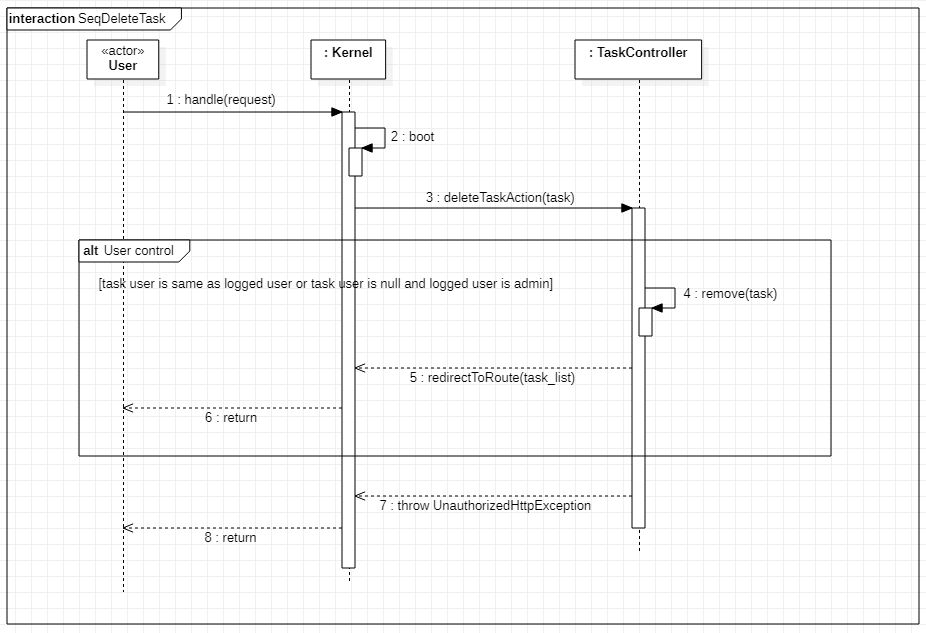 interaction SeqDeleteTask
«actor»
User
: Kernel
: TaskController
1 : handle(request)
2 : boot
3 : deleteTaskAction(task)
alt User control
[task user is same as logged user or task user is null and logged user is admin]
4 : remove(task)
5 : redirectToRoute(task_list)
6 : return
7 : throw UnauthorizedHttpException
8 : return